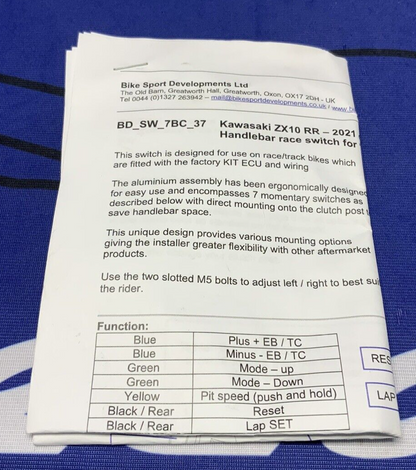 Bike Sport Developments Ltd
The Old Barn, Greatworth Hall, Greatworth, Oxon, OX17 2DH - UK
Tel 0044 (0)1327 263942 – mail@bikesportdevelopments.co.uk / www.b
BD_SW_7BC_37 Kawasaki ZX10 RR – 2021
Handlebar race switch for
This switch is designed for use on race/track bikes which
are fitted with the factory KIT ECU and wiring
The aluminium assembly has been ergonomically designed
for easy use and encompasses 7 momentary switches as
described below with direct mounting onto the clutch post
save handlebar space.
This unique design provides various mounting options
giving the installer greater flexibility with other aftermarket
products.
Use the two slotted M5 bolts to adjust left / right to best sui
the rider.
Function:
Blue Plus + EB / TC
Blue Minus - EB / TC
Green Mode – up
Green Mode – Down
Yellow Pit speed (push and hold)
Black / Rear Reset
Black / Rear Lap SET
RES
LAP